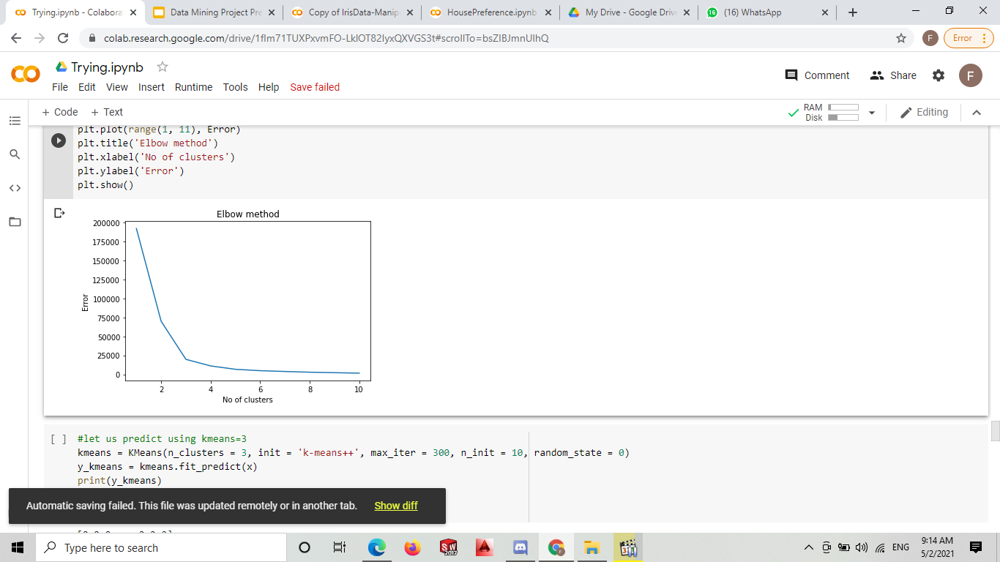 Trying.ipynb - Colabora
Data Mining Project Pre
Copy of IrisData-Manip
HousePreference.ipynb
My Drive - Google Drive
16
(16) WhatsApp
colab.research.google.com/drive/
F
Error
Trying.ipynb
Comment
Share
F
File Edit View Insert Runtime Tools Help Save failed
+ Code + Text
RAM
Disk
Editing
plt.plot(range(1, 11), Error)
plt.title('Elbow method')
plt.xlabel('No of clusters')
plt.ylabel('Error')
plt.show()
Elbow method
200000
175000
150000
125000
100000
75000
50000
25000
0
Error
2 4 6 8 10
No of clusters
[ ] #let us predict using kmeans=3
kmeans = KMeans(n_clusters = 3, init = 'k-means++', max_iter = 300, n_init = 10, random_state = 0)
y_kmeans = kmeans.fit_predict(x)
print(y_kmeans)
Automatic saving failed. This file was updated remotely or in another tab. Show diff
Type here to search
SW
2017
ENG
9:14 AM
5/2/2021